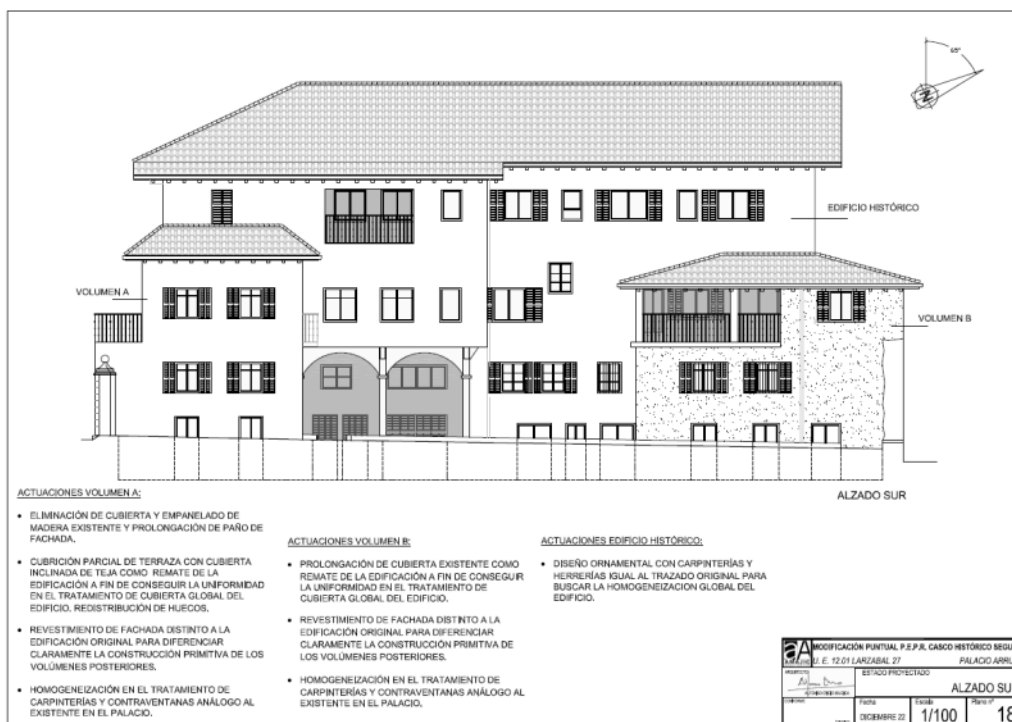 65°
N
EDIFICIO HISTÓRICO
VOLUMEN A
VOLUMEN B
ALZADO SUR
ACTUACIONES VOLUMEN A:
• ELIMINACIÓN DE CUBIERTA Y EMPANELADO DE
MADERA EXISTENTE Y PROLONGACIÓN DE PAÑO DE
FACHADA.
• CUBRICIÓN PARCIAL DE TERRAZA CON CUBIERTA
INCLINADA DE TEJA COMO REMATE DE LA
EDIFICACIÓN A FIN DE CONSEGUIR LA UNIFORMIDAD
EN EL TRATAMIENTO DE CUBIERTA GLOBAL DEL
EDIFICIO. REDISTRIBUCIÓN DE HUECOS.
• REVESTIMIENTO DE FACHADA DISTINTO A LA
EDIFICACIÓN ORIGINAL PARA DIFERENCIAR
CLARAMENTE LA CONSTRUCCIÓN PRIMITIVA DE LOS
VOLÚMENES POSTERIORES.
• HOMOGENEIZACIÓN EN EL TRATAMIENTO DE
CARPINTERÍAS Y CONTRAVENTANAS ANÁLOGO AL
EXISTENTE EN EL PALACIO.
ACTUACIONES VOLUMEN B:
• PROLONGACIÓN DE CUBIERTA EXISTENTE COMO
REMATE DE LA EDIFICACIÓN A FIN DE CONSEGUIR
LA UNIFORMIDAD EN EL TRATAMIENTO DE
CUBIERTA GLOBAL DEL EDIFICIO.
• REVESTIMIENTO DE FACHADA DISTINTO A LA
EDIFICACIÓN ORIGINAL PARA DIFERENCIAR
CLARAMENTE LA CONSTRUCCIÓN PRIMITIVA DE
LOS VOLÚMENES POSTERIORES.
• HOMOGENEIZACIÓN EN EL TRATAMIENTO DE
CARPINTERÍAS Y CONTRAVENTANAS ANÁLOGO AL
EXISTENTE EN EL PALACIO.
ACTUACIONES EDIFICIO HISTÓRICO:
• DISEÑO ORNAMENTAL CON CARPINTERÍAS Y
HERRERÍAS IGUAL AL TRAZADO ORIGINAL PARA
BUSCAR LA HOMOGENEIZACION GLOBAL DEL
EDIFICIO.
MODIFICACIÓN PUNTUAL P.E.P.R. CASCO HISTÓRICO SEGU
U. E. 12.01 LARZABAL 27 PALACIO ARRU
ESTADO PROYECTADO
ALZADO SU
Fecha Escala Plano nº
DICIEMBRE 22 1/100 18